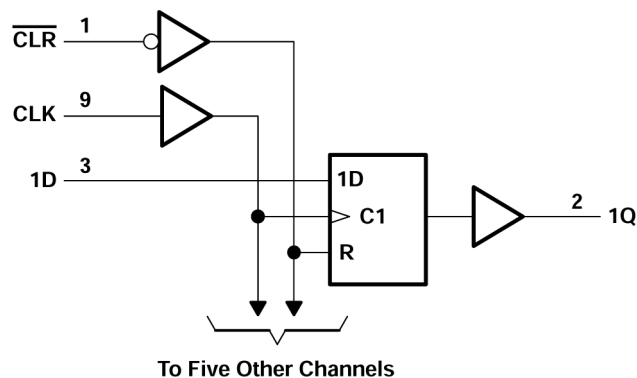 CLR 1
CLK 9
1D 3
1D
C1
R
2 1Q
To Five Other Channels